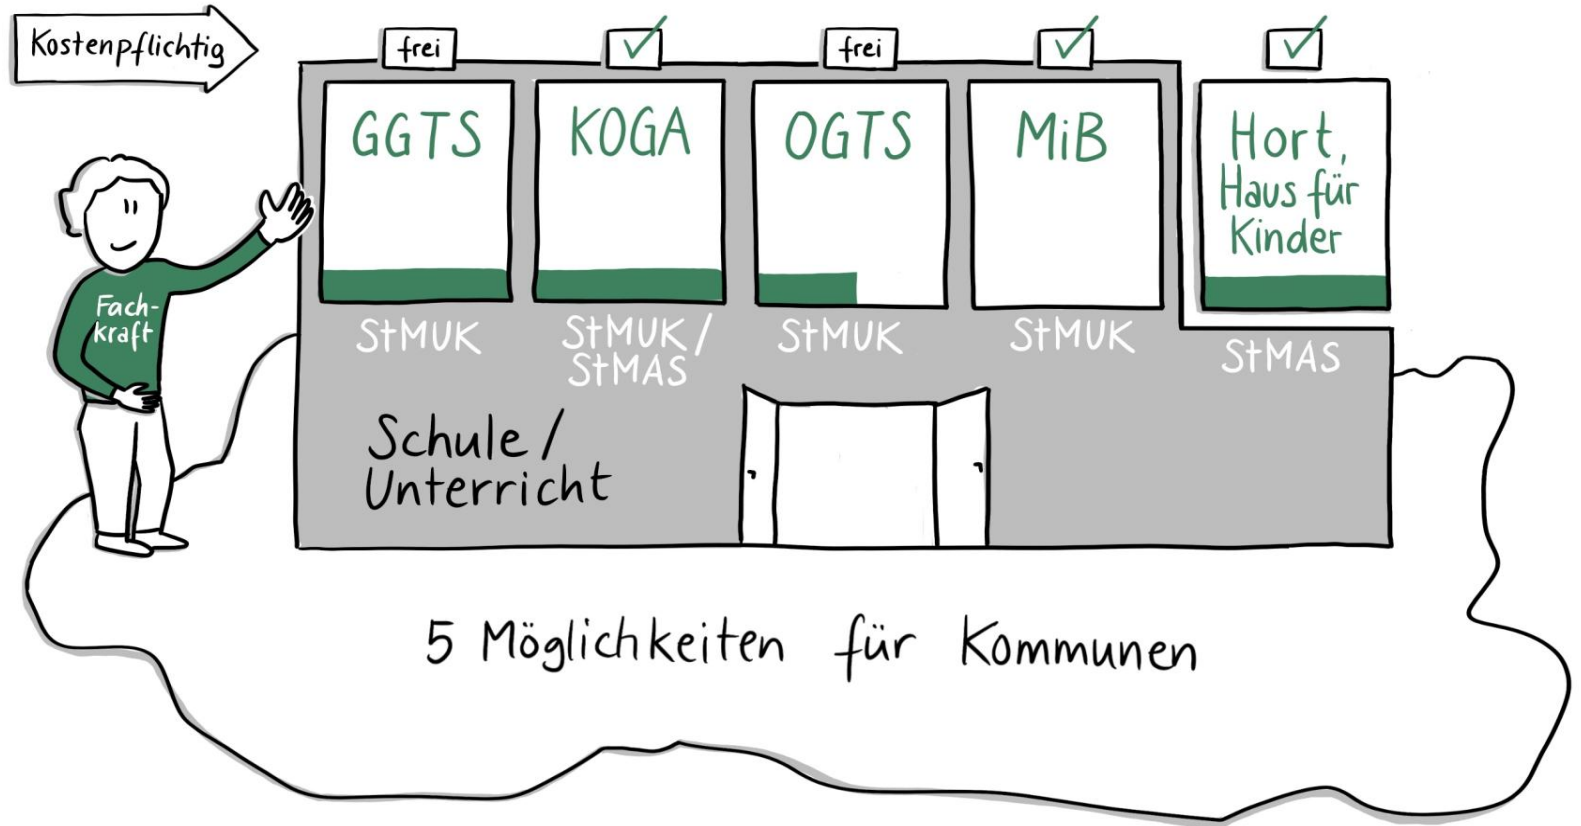 Kostenpflichtig
frei
✓
frei
✓
✓
GGTS
KOGA
OGTS
MiB
Hort,
Haus für
Kinder
Fach-
kraft
StMUK
StMUK /
StMAS
StMUK
StMUK
StMAS
Schule /
Unterricht
5 Möglichkeiten für Kommunen